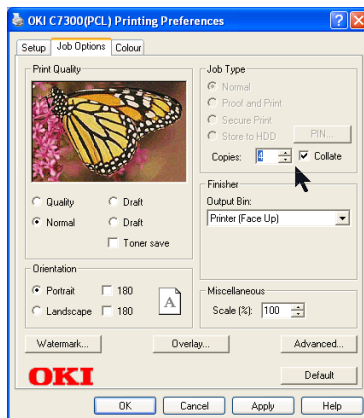 OKI C7300(PCL) Printing Preferences
Setup Job Options Colour
Print Quality
Quality Draft
Normal Draft
Toner save
Orientation
Portrait 180
Landscape 180
A
Job Type
Normal
Proof and Print
Secure Print
Store to HDD PIN...
Copies: 4 Collate
Finisher
Output Bin:
Printer (Face Up)
Miscellaneous
Scale (%): 100
Watermark... Overlay... Advanced...
OKI Default
OK Cancel Apply Help